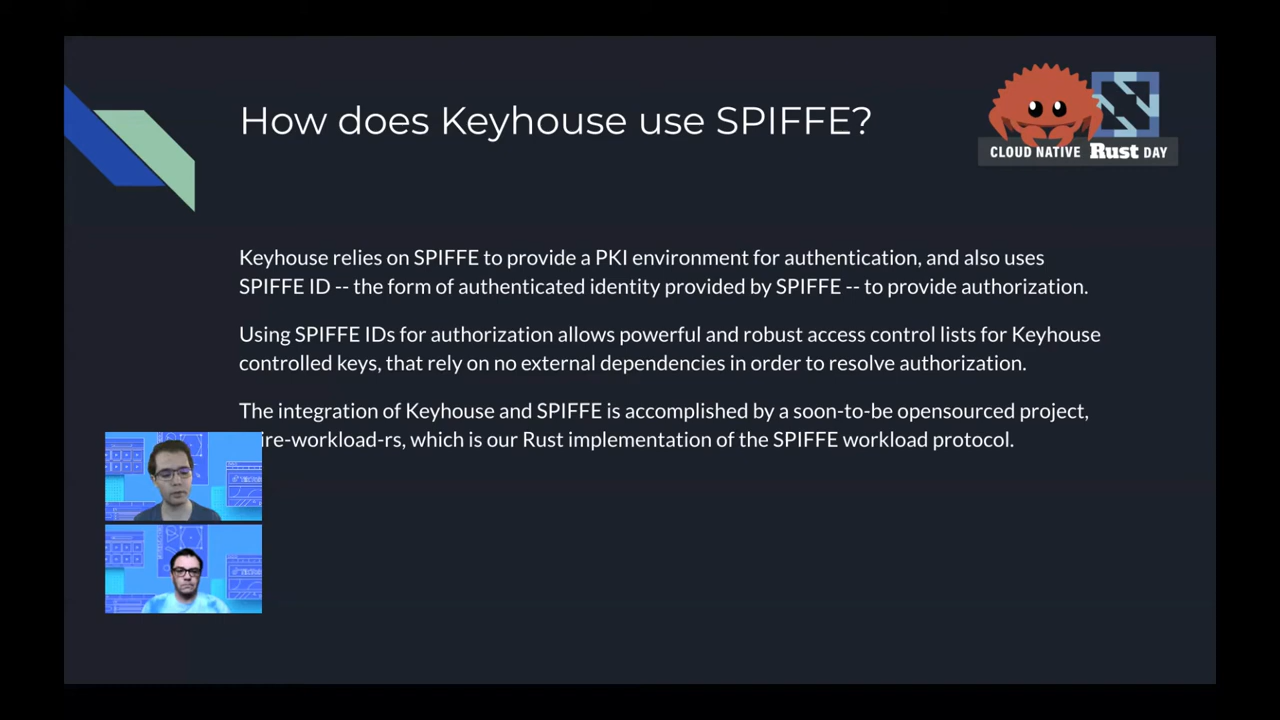 How does Keyhouse use SPIFFE?
CLOUD NATIVE Rust DAY
Keyhouse relies on SPIFFE to provide a PKI environment for authentication, and also uses
SPIFFE ID -- the form of authenticated identity provided by SPIFFE -- to provide authorization.
Using SPIFFE IDs for authorization allows powerful and robust access control lists for Keyhouse
controlled keys, that rely on no external dependencies in order to resolve authorization.
The integration of Keyhouse and SPIFFE is accomplished by a soon-to-be opensourced project,
ire-workload-rs, which is our Rust implementation of the SPIFFE workload protocol.